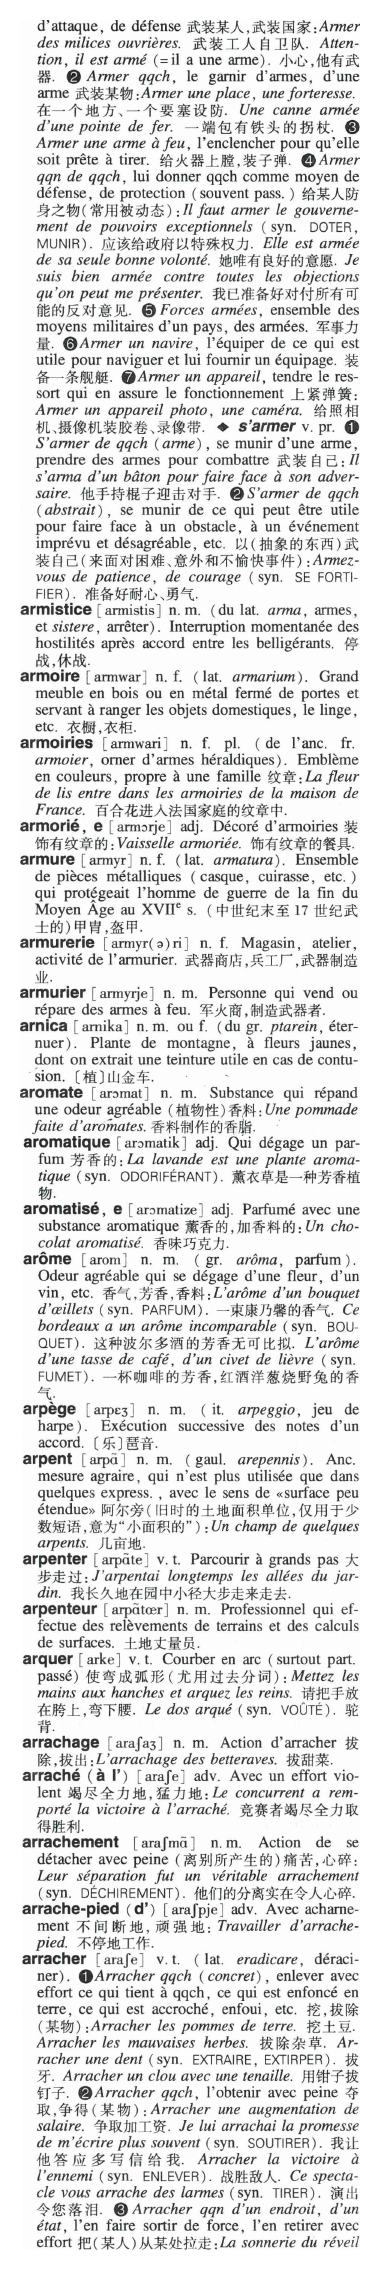 d'attaque, de défense 武装某人,武装国家:Armer
des milices ouvrières. 武装工人自卫队. Atten-
tion, il est armé (=il a une arme). 小心,他有武
器. ❷ Armer qqch, le garnir d'armes, d'une
arme 武装某物:Armer une place, une forteresse.
在一个地方、一个要塞设防. Une canne armée
d'une pointe de fer. 一端包有铁头的拐杖. ❸
Armer une arme à feu, l'enclencher pour qu'elle
soit prête à tirer. 给火器上膛,装子弹. ❹ Armer
qqn de qqch, lui donner qqch comme moyen de
défense, de protection (souvent pass.) 给某人防
身之物(常用被动态):Il faut armer le gouverne-
ment de pouvoirs exceptionnels (syn. DOTER,
MUNIR). 应该给政府以特殊权力. Elle est armée
de sa seule bonne volonté. 她唯有良好的意愿. Je
suis bien armée contre toutes les objections
qu'on peut me présenter. 我已准备好对付所有可
能的反对意见. ❺ Forces armées, ensemble des
moyens militaires d'un pays, des armées. 军事力
量. ❻ Armer un navire, l'équiper de ce qui est
utile pour naviguer et lui fournir un équipage. 装
备一条舰艇. ❼ Armer un appareil, tendre le res-
sort qui en assure le fonctionnement 上紧弹簧:
Armer un appareil photo, une caméra. 给照相
机、摄像机装胶卷、录像带. ◆ s'armer v. pr. ❶
S'armer de qqch (arme), se munir d'une arme,
prendre des armes pour combattre 武装自己:Il
s'arma d'un bâton pour faire face à son adver-
saire. 他手持棍子迎击对手. ❷ S'armer de qqch
(abstrait), se munir de ce qui peut être utile
pour faire face à un obstacle, à un événement
imprévu et désagréable, etc. 以(抽象的东西)武
装自己(来面对困难、意外和不愉快事件):Armez-
vous de patience, de courage (syn. SE FORTI-
FIER). 准备好耐心、勇气.
armistice [armistis] n. m. (du lat. arma, armes,
et sistere, arrêter). Interruption momentanée des
hostilités après accord entre les belligérants. 停
战,休战.
armoire [armwar] n. f. (lat. armarium). Grand
meuble en bois ou en métal fermé de portes et
servant à ranger les objets domestiques, le linge,
etc. 衣橱,衣柜.
armoiries [armwari] n. f. pl. (de l'anc. fr.
armoier, orner d'armes héraldiques). Emblème
en couleurs, propre à une famille 纹章:La fleur
de lis entre dans les armoiries de la maison de
France. 百合花进入法国家庭的纹章中.
armorié, e [armɔrje] adj. Décoré d'armoiries 装
饰有纹章的:Vaisselle armoriée. 饰有纹章的餐具.
armure [armyr] n. f. (lat. armatura). Ensemble
de pièces métalliques (casque, cuirasse, etc.)
qui protégeait l'homme de guerre de la fin du
Moyen Âge au XVIIe s. (中世纪末至 17 世纪武
士的)甲胄,盔甲.
armurerie [armyr(ə)ri] n. f. Magasin, atelier,
activité de l'armurier. 武器商店,兵工厂,武器制造
业.
armurier [armyrje] n. m. Personne qui vend ou
répare des armes à feu. 军火商,制造武器者.
arnica [arnika] n. m. ou f. (du gr. ptarein, éter-
nuer). Plante de montagne, à fleurs jaunes,
dont on extrait une teinture utile en cas de contu-
sion. 〔植〕山金车.
aromate [arɔmat] n. m. Substance qui répand
une odeur agréable (植物性)香料:Une pommade
faite d'aromates. 香料制作的香脂.
aromatique [arɔmatik] adj. Qui dégage un par-
fum 芳香的:La lavande est une plante aroma-
tique (syn. ODORIFÉRANT). 薰衣草是一种芳香植
物.
aromatisé, e [arɔmatize] adj. Parfumé avec une
substance aromatique 薰香的,加香料的:Un cho-
colat aromatisé. 香味巧克力.
arôme [arom] n. m. (gr. arôma, parfum).
Odeur agréable qui se dégage d'une fleur, d'un
vin, etc. 香气,芳香,香料:L'arôme d'un bouquet
d'œillets (syn. PARFUM). 一束康乃馨的香气. Ce
bordeaux a un arôme incomparable (syn. BOU-
QUET). 这种波尔多酒的芳香无可比拟. L'arôme
d'une tasse de café, d'un civet de lièvre (syn.
FUMET). 一杯咖啡的芳香,红酒洋葱烧野兔的香
气.
arpège [arpɛʒ] n. m. (it. arpeggio, jeu de
harpe). Exécution successive des notes d'un
accord. 〔乐〕琶音.
arpent [arpɑ̃] n. m. (gaul. arepennis). Anc.
mesure agraire, qui n'est plus utilisée que dans
quelques express., avec le sens de «surface peu
étendue» 阿尔旁(旧时的土地面积单位,仅用于少
数短语,意为“小面积的”):Un champ de quelques
arpents. 几亩地.
arpenter [arpɑ̃te] v. t. Parcourir à grands pas 大
步走过:J'arpentai longtemps les allées du jar-
din. 我长久地在园中小径大步走来走去.
arpenteur [arpɑ̃tœr] n. m. Professionnel qui ef-
fectue des relèvements de terrains et des calculs
de surfaces. 土地丈量员.
arquer [arke] v. t. Courber en arc (surtout part.
passé) 使弯成弧形(尤用过去分词):Mettez les
mains aux hanches et arquez les reins. 请把手放
在胯上,弯下腰. Le dos arqué (syn. VOÛTÉ). 驼
背.
arrachage [araʃaʒ] n. m. Action d'arracher 拔
除,拔出:L'arrachage des betteraves. 拔甜菜.
arraché (à l') [araʃe] adv. Avec un effort vio-
lent 竭尽全力地,猛力地:Le concurrent a rem-
porté la victoire à l'arraché. 竞赛者竭尽全力取
得胜利.
arrachement [araʃmɑ̃] n. m. Action de se
détacher avec peine (离别所产生的)痛苦,心碎:
Leur séparation fut un véritable arrachement
(syn. DÉCHIREMENT). 他们的分离实在令人心碎.
arrache-pied (d') [araʃpje] adv. Avec acharne-
ment 不间断地,顽强地:Travailler d'arrache-
pied. 不停地工作.
arracher [araʃe] v. t. (lat. eradicare, déraci-
ner). ❶ Arracher qqch (concret), enlever avec
effort ce qui tient à qqch, ce qui est enfoncé en
terre, ce qui est accroché, enfoui, etc. 挖,拔除
(某物):Arracher les pommes de terre. 挖土豆.
Arracher les mauvaises herbes. 拔除杂草. Ar-
racher une dent (syn. EXTRAIRE, EXTIRPER). 拔
牙. Arracher un clou avec une tenaille. 用钳子拔
钉子. ❷ Arracher qqch, l'obtenir avec peine 夺
取,争得(某物):Arracher une augmentation de
salaire. 争取加工资. Je lui arrachai la promesse
de m'écrire plus souvent (syn. SOUTIRER). 我让
他答应多写信给我. Arracher la victoire à
l'ennemi (syn. ENLEVER). 战胜敌人. Ce specta-
cle vous arrache des larmes (syn. TIRER). 演出
令您落泪. ❸ Arracher qqn d'un endroit, d'un
état, l'en faire sortir de force, l'en retirer avec
effort 把(某人)从某处拉走:La sonnerie du réveil